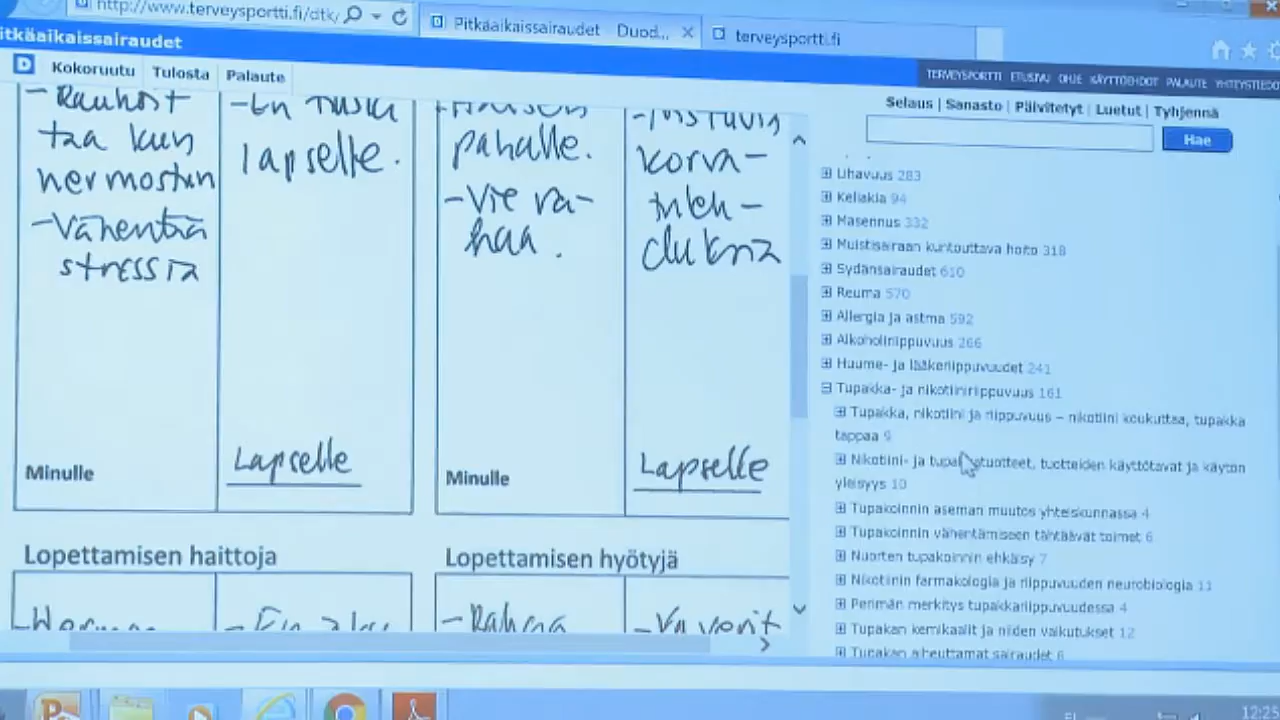 http://www.terveysportti.fi/dtk/
Pitkäaikaissairaudet Duod...
terveysportti.fi
itkäaikaissairaudet
Kokoruutu Tulosta Palaute
TERVEYSPORTTI ETUSIVU OHJE KÄYTTÖEHDOT PALAUTE YHTEYSTIEDOT
Selaus | Sanasto | Päivitetyt | Luetut | Tyhjennä
Hae
-Rauhoit
taa kun
hermostun
-Vähentää
stressiä
Minulle
-En tiuski
lapselle.
Lapselle
pahalle.
-Vie ra-
haa.
Minulle
korva-
tuleh-
duksia
Lapselle
Lopettamisen haittoja
Lopettamisen hyötyjä
-Rahaa
Lihavuus 283
Keliakia 94
Masennus 332
Muistisairaan kuntouttava hoito 318
Sydänsairaudet 610
Reuma 570
Allergia ja astma 592
Alkoholiriippuvuus 266
Huume- ja lääkeriippuvuudet 241
Tupakka- ja nikotiiniriippuvuus 161
Tupakka, nikotiini ja riippuvuus – nikotiini koukuttaa, tupakka
tappaa 9
Nikotiini- ja tupakkatuotteet, tuotteiden käyttötavat ja käytön
yleisyys 10
Tupakoinnin aseman muutos yhteiskunnassa 4
Tupakoinnin vähentämiseen tähtäävät toimet 6
Nuorten tupakoinnin ehkäisy 7
Nikotiinin farmakologia ja riippuvuuden neurobiologia 11
Perimän merkitys tupakkariippuvuudessa 4
Tupakan kemikaalit ja niiden vaikutukset 12
Tupakan aiheuttamat sairaudet 6
12:25